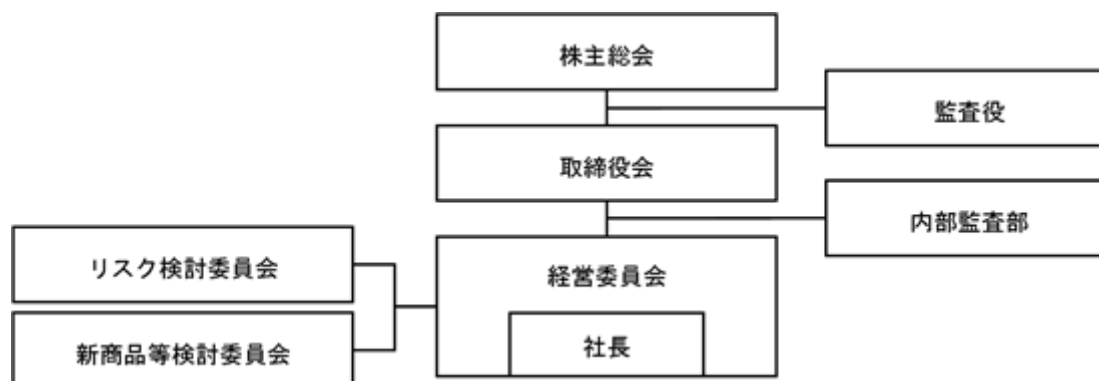 株主総会
監査役
取締役会
内部監査部
リスク検討委員会
経営委員会
新商品等検討委員会
社長